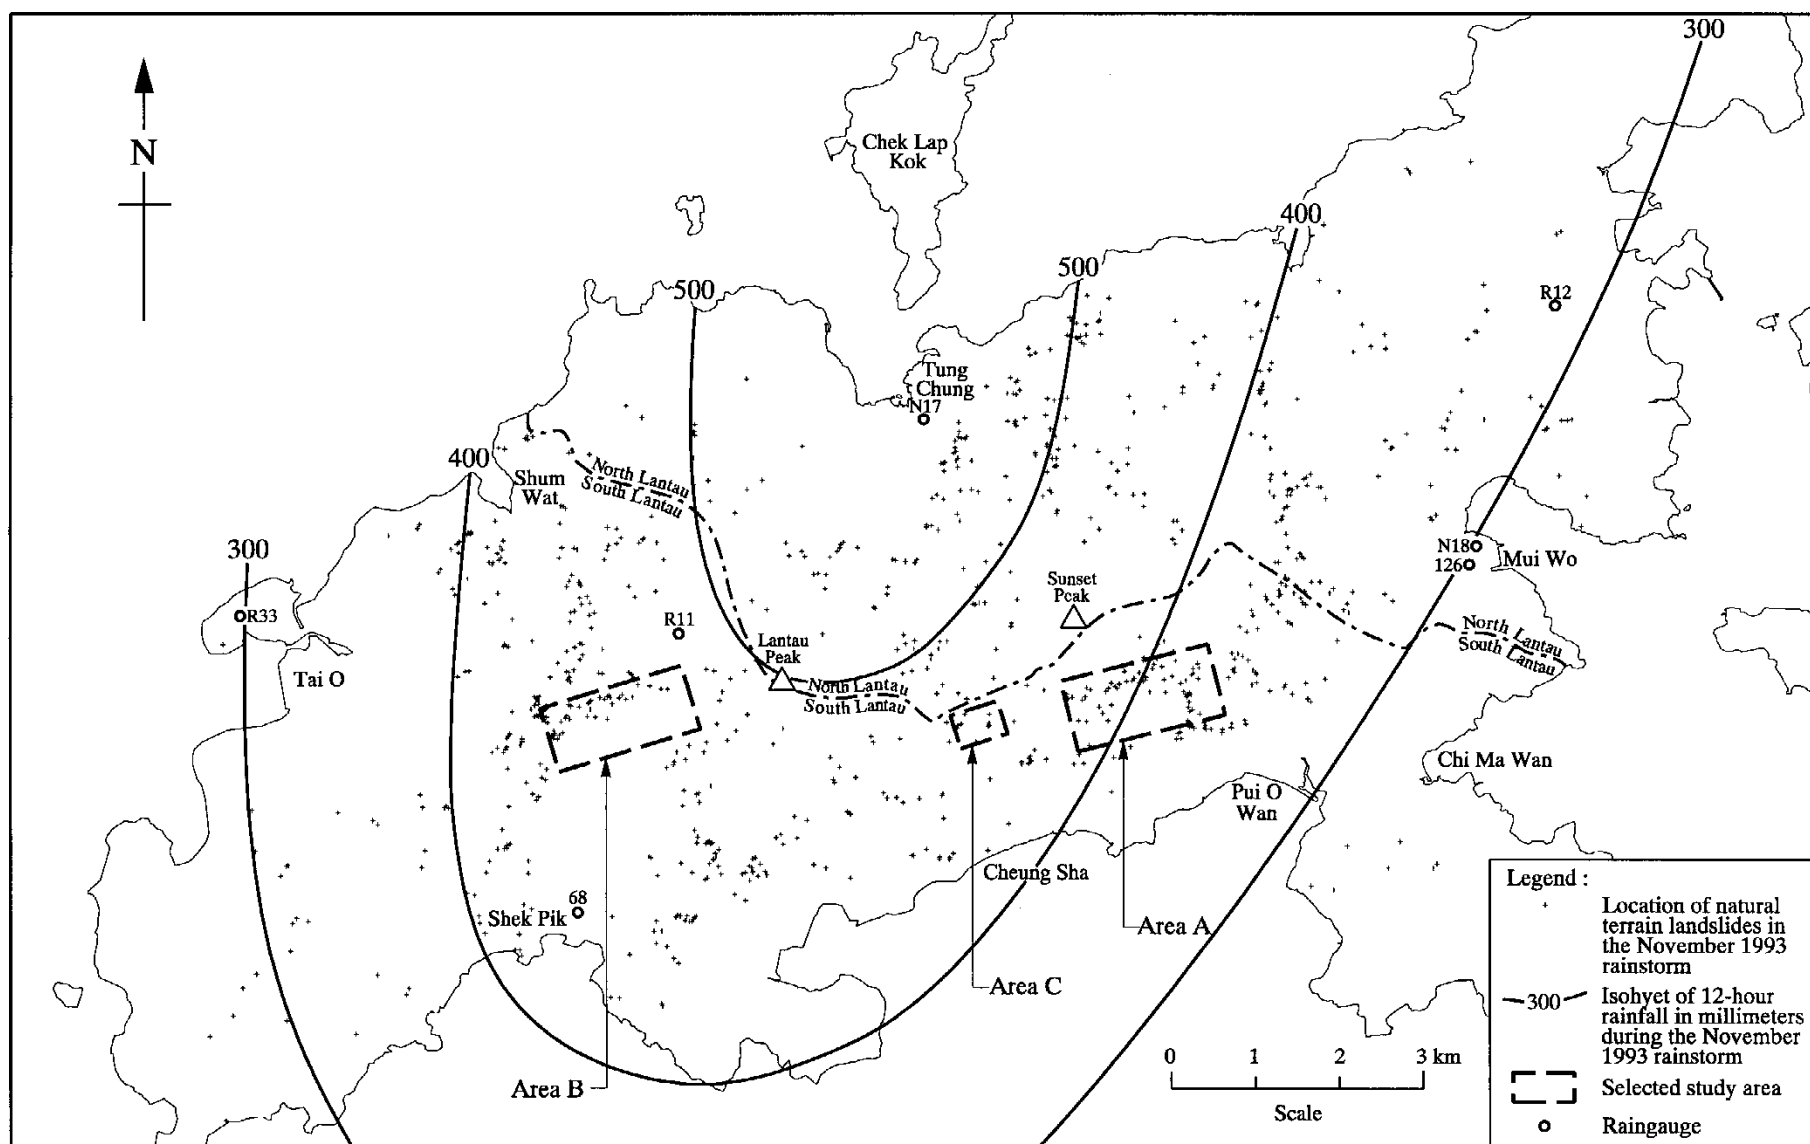 300
N
Chek Lap
Kok
400
500
500
R12
Tung
Chung
N17
North Lantau
South Lantau
400
Shum
Wat
300
N18
126
Mui Wo
R33
R11
Sunset
Peak
Lantau
Peak
North Lantau
South Lantau
North Lantau
South Lantau
Tai O
Chi Ma Wan
Pui O
Wan
Cheung Sha
68
Shek Pik
Area A
Area C
Area B
0 1 2 3 km
Scale
Legend :
Location of natural
terrain landslides in
the November 1993
rainstorm
300
Isohyet of 12-hour
rainfall in millimeters
during the November
1993 rainstorm
Selected study area
Raingauge